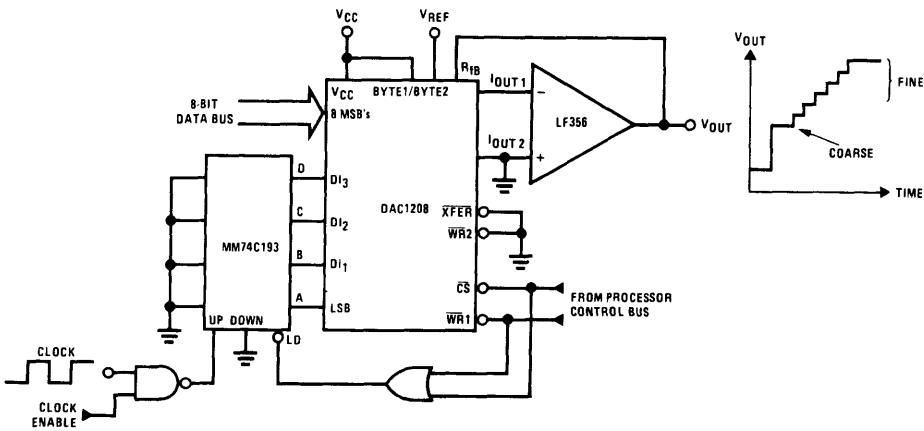 VCC
VREF
VOUT
RfB
VCC
BYTE1/BYTE2
IOUT 1
FINE
8-BIT
DATA BUS
8 MSB's
−
LF356
VOUT
IOUT 2
+
COARSE
TIME
D
DI3
C
DI2
DAC1208
XFER
WR2
MM74C193
B
DI1
CS
FROM PROCESSOR
CONTROL BUS
A
LSB
WR1
UP DOWN
LD
CLOCK
CLOCK
ENABLE